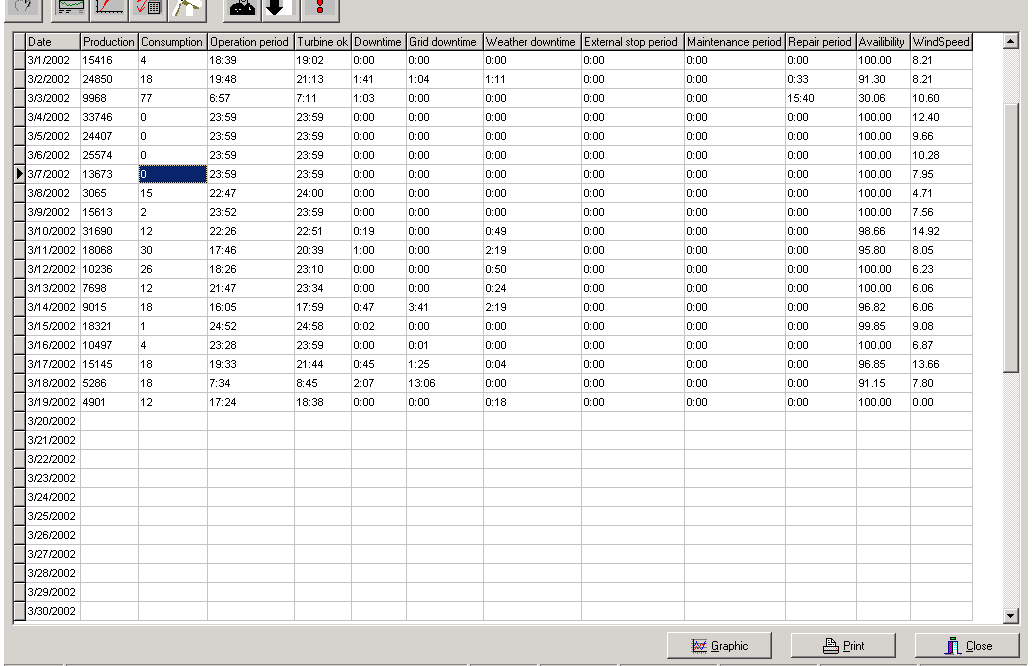 Date Production Consumption Operation period Turbine ok Downtime Grid downtime Weather downtime External stop period Maintenance period Repair period Availibility WindSpeed
3/1/2002 15416 4 18:39 19:02 0:00 0:00 0:00 0:00 0:00 0:00 100.00 8.21
3/2/2002 24850 18 19:48 21:13 1:41 1:04 1:11 0:00 0:00 0:33 91.30 8.21
3/3/2002 9968 77 6:57 7:11 1:03 0:00 0:00 0:00 0:00 15:40 30.06 10.60
3/4/2002 33746 0 23:59 23:59 0:00 0:00 0:00 0:00 0:00 0:00 100.00 12.40
3/5/2002 24407 0 23:59 23:59 0:00 0:00 0:00 0:00 0:00 0:00 100.00 9.66
3/6/2002 25574 0 23:59 23:59 0:00 0:00 0:00 0:00 0:00 0:00 100.00 10.28
3/7/2002 13673 0 23:59 23:59 0:00 0:00 0:00 0:00 0:00 0:00 100.00 7.95
3/8/2002 3065 15 22:47 24:00 0:00 0:00 0:00 0:00 0:00 0:00 100.00 4.71
3/9/2002 15613 2 23:52 23:59 0:00 0:00 0:00 0:00 0:00 0:00 100.00 7.56
3/10/2002 31690 12 22:26 22:51 0:19 0:00 0:49 0:00 0:00 0:00 98.66 14.92
3/11/2002 18068 30 17:46 20:39 1:00 0:00 2:19 0:00 0:00 0:00 95.80 8.05
3/12/2002 10236 26 18:26 23:10 0:00 0:00 0:50 0:00 0:00 0:00 100.00 6.23
3/13/2002 7698 12 21:47 23:34 0:00 0:00 0:24 0:00 0:00 0:00 100.00 6.06
3/14/2002 9015 18 16:05 17:59 0:47 3:41 2:19 0:00 0:00 0:00 96.82 6.06
3/15/2002 18321 1 24:52 24:58 0:02 0:00 0:00 0:00 0:00 0:00 99.85 9.08
3/16/2002 10497 4 23:28 23:59 0:00 0:01 0:00 0:00 0:00 0:00 100.00 6.87
3/17/2002 15145 18 19:33 21:44 0:45 1:25 0:04 0:00 0:00 0:00 96.85 13.66
3/18/2002 5286 18 7:34 8:45 2:07 13:06 0:00 0:00 0:00 0:00 91.15 7.80
3/19/2002 4901 12 17:24 18:38 0:00 0:00 0:18 0:00 0:00 0:00 100.00 0.00
3/20/2002
3/21/2002
3/22/2002
3/23/2002
3/24/2002
3/25/2002
3/26/2002
3/27/2002
3/28/2002
3/29/2002
3/30/2002
Graphic Print Close